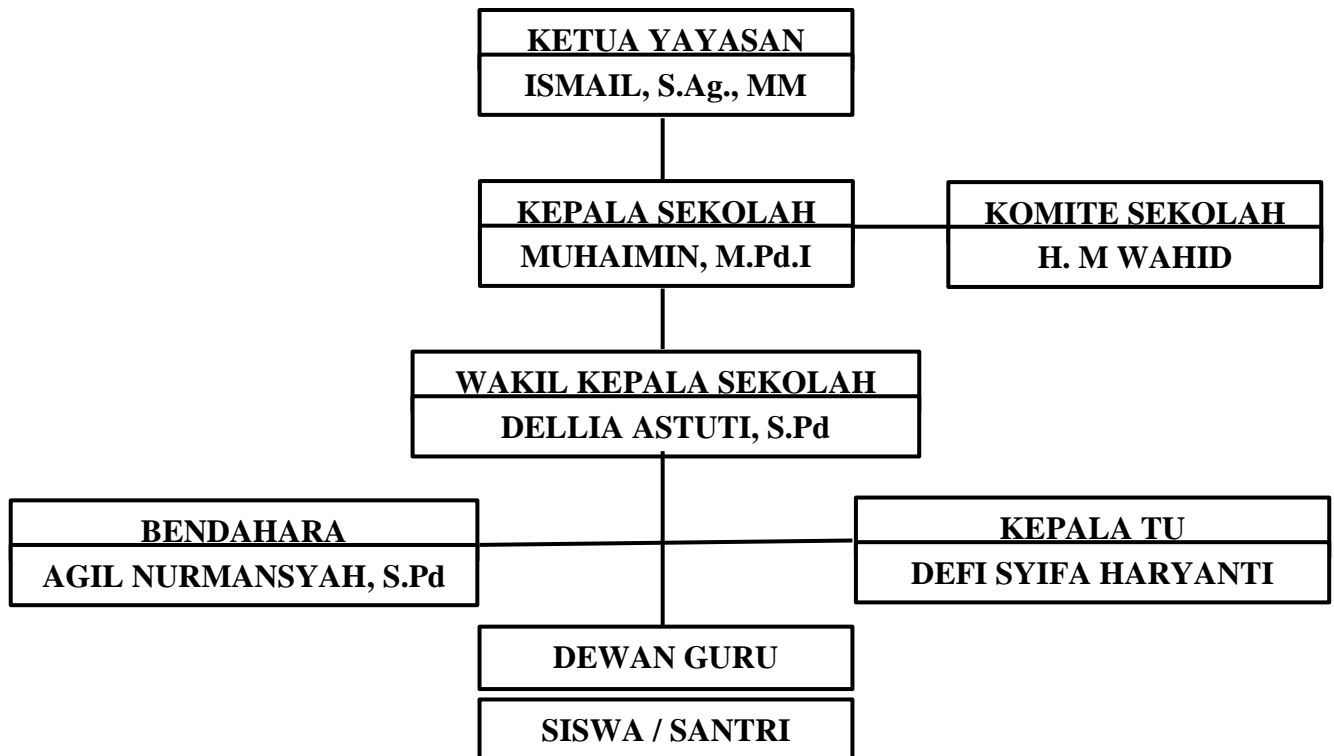 KETUA YAYASAN
ISMAIL, S.Ag., MM
KEPALA SEKOLAH
MUHAIMIN, M.Pd.I
KOMITE SEKOLAH
H. M WAHID
WAKIL KEPALA SEKOLAH
DELLIA ASTUTI, S.Pd
BENDAHARA
AGIL NURMANSYAH, S.Pd
KEPALA TU
DEFI SYIFA HARYANTI
DEWAN GURU
SISWA / SANTRI